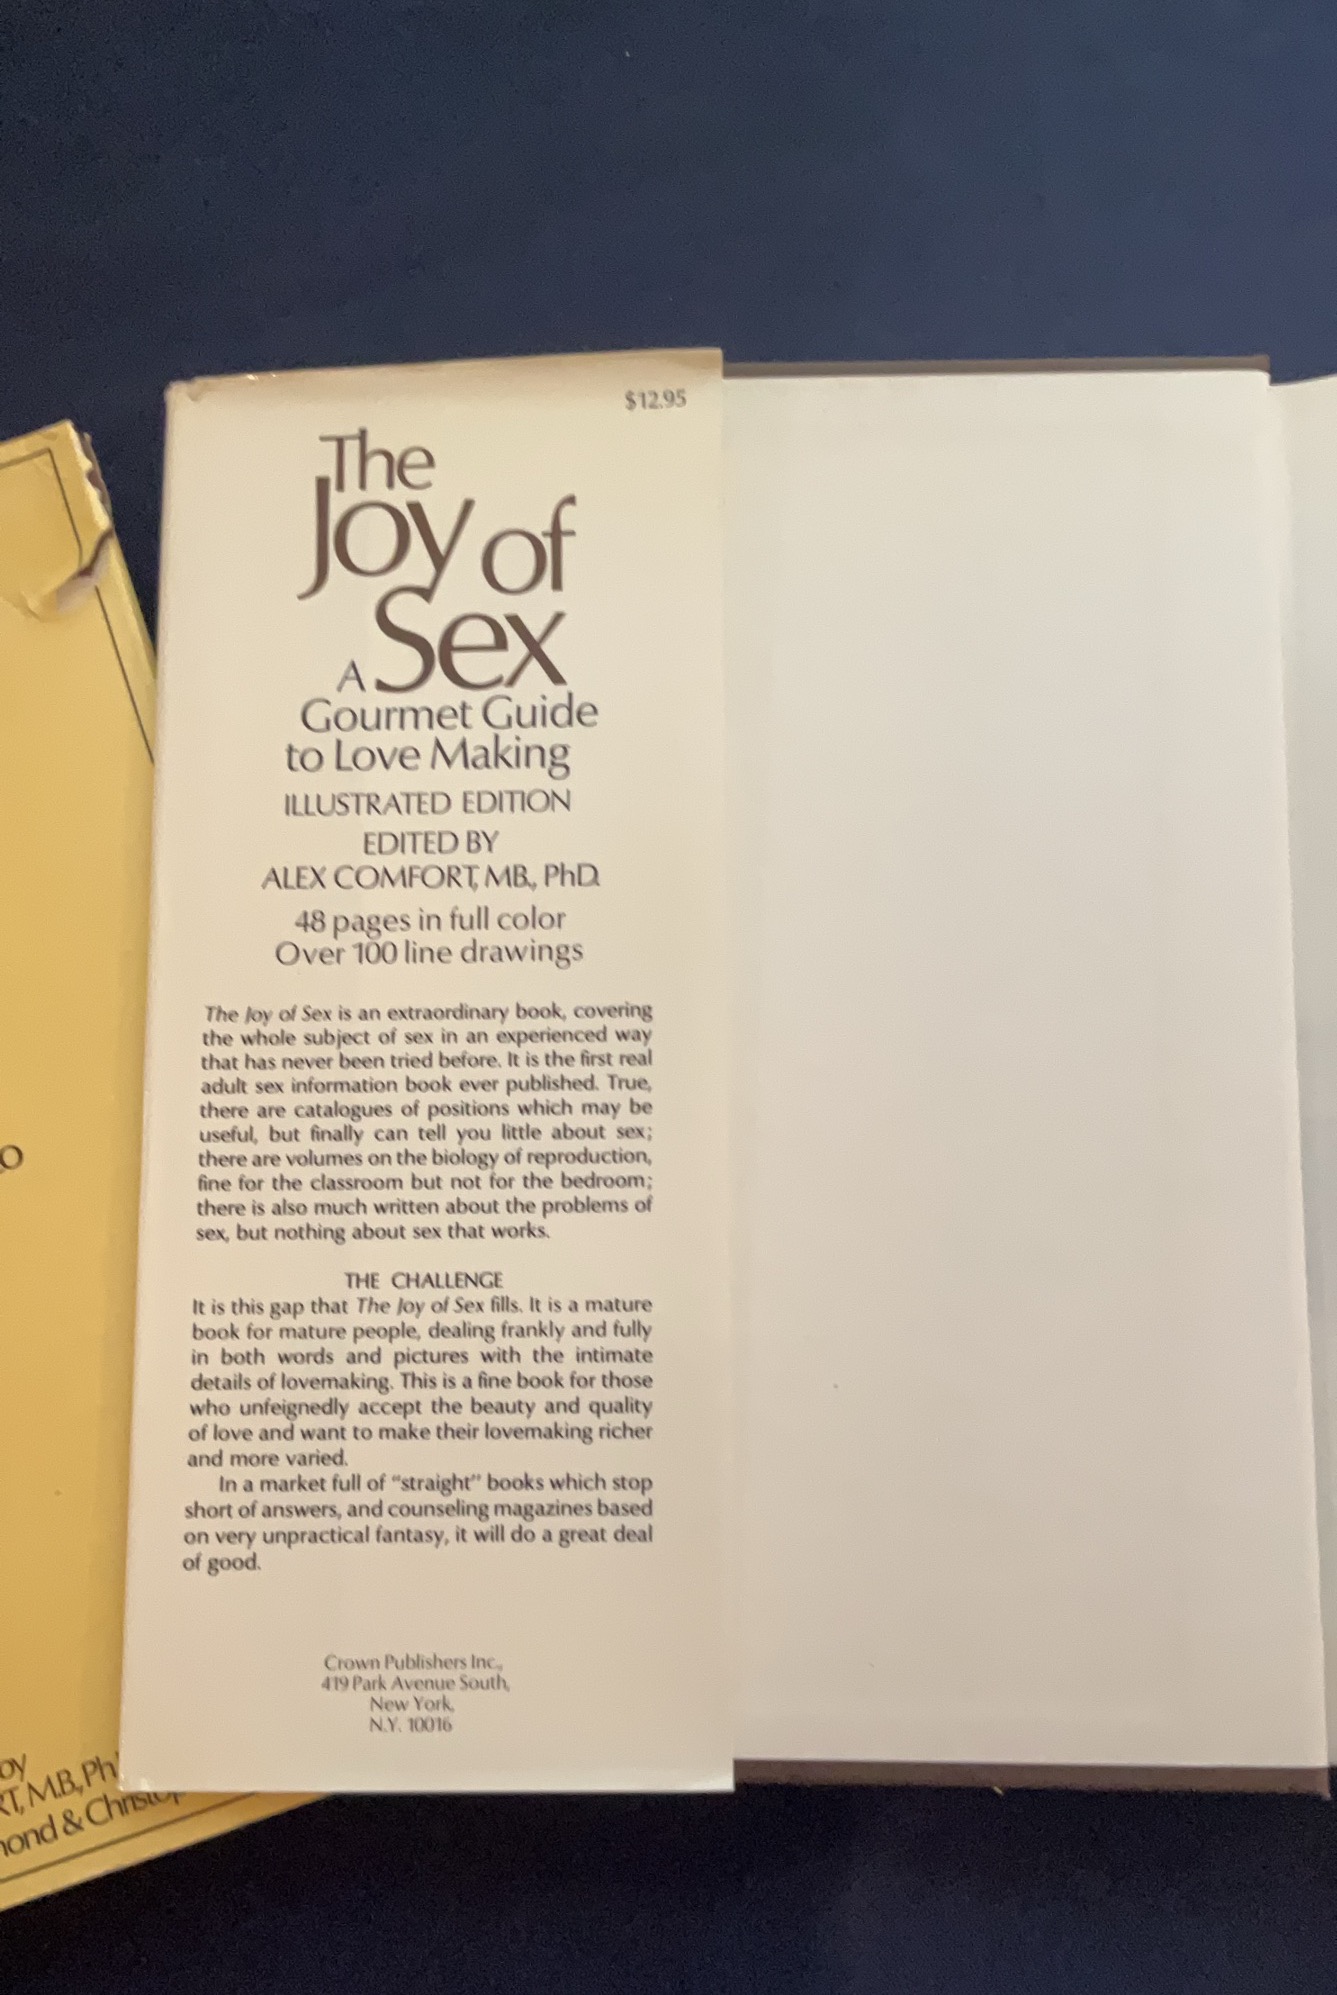 $12.95
The
Joy of
Sex
A
Gourmet Guide
to Love Making
ILLUSTRATED EDITION
EDITED BY
ALEX COMFORT, M.B., PhD.
48 pages in full color
Over 100 line drawings
The Joy of Sex is an extraordinary book, covering
the whole subject of sex in an experienced way
that has never been tried before. It is the first real
adult sex information book ever published. True,
there are catalogues of positions which may be
useful, but finally can tell you little about sex;
there are volumes on the biology of reproduction,
fine for the classroom but not for the bedroom;
there is also much written about the problems of
sex, but nothing about sex that works.
THE CHALLENGE
It is this gap that The Joy of Sex fills. It is a mature
book for mature people, dealing frankly and fully
in both words and pictures with the intimate
details of lovemaking. This is a fine book for those
who unfeignedly accept the beauty and quality
of love and want to make their lovemaking richer
and more varied.
In a market full of “straight” books which stop
short of answers, and counseling magazines based
on very unpractical fantasy, it will do a great deal
of good.
Crown Publishers Inc.,
419 Park Avenue South,
New York,
N.Y. 10016
M.B., Ph
&